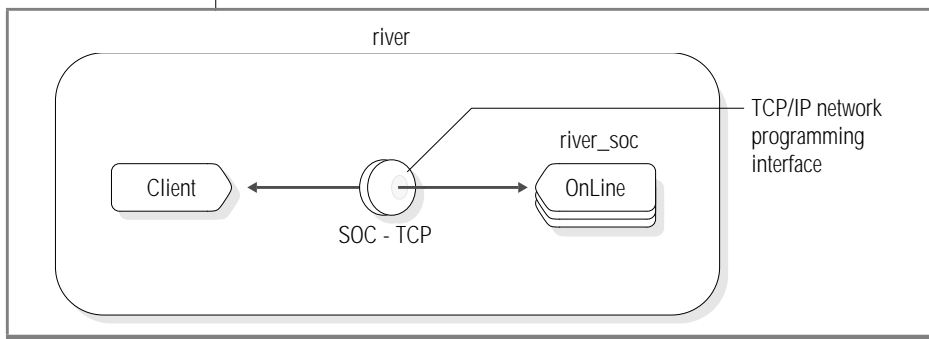 river
TCP/IP network
programming
interface
river_soc
Client
OnLine
SOC - TCP